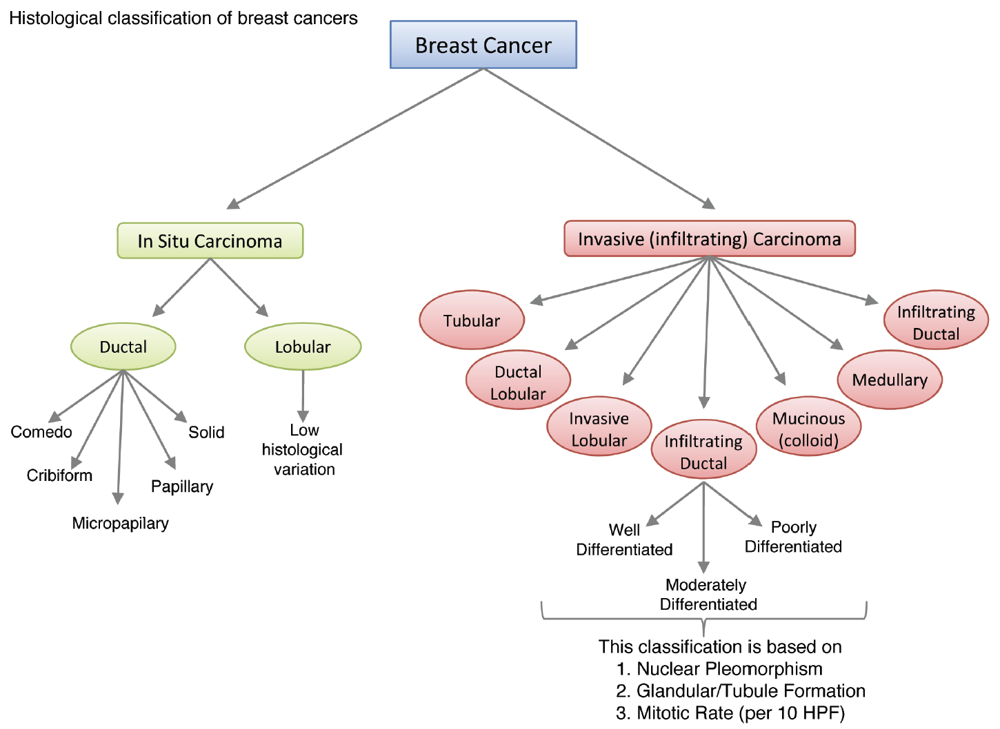 Histological classification of breast cancers
Breast Cancer
In Situ Carcinoma
Invasive (infiltrating) Carcinoma
Ductal
Lobular
Comedo
Cribiform
Micropapilary
Papillary
Solid
Low
histological
variation
Tubular
Ductal
Lobular
Invasive
Lobular
Infiltrating
Ductal
Mucinous
(colloid)
Medullary
Infiltrating
Ductal
Well
Differentiated
Moderately
Differentiated
Poorly
Differentiated
This classification is based on
1. Nuclear Pleomorphism
2. Glandular/Tubule Formation
3. Mitotic Rate (per 10 HPF)